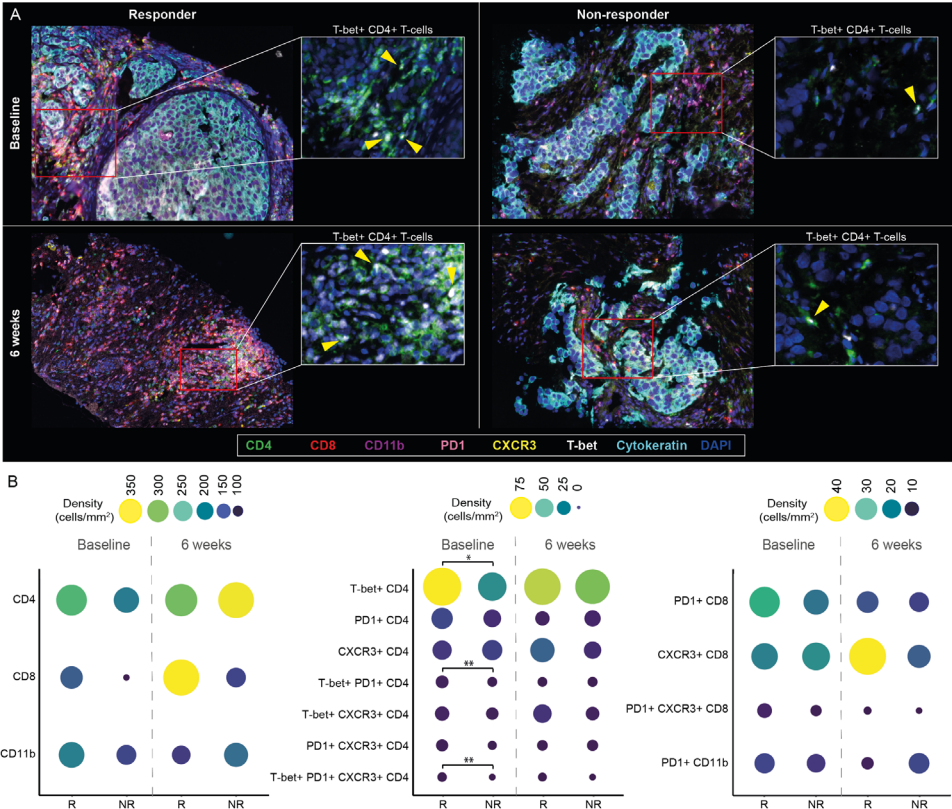 A
Responder
Non-responder
T-bet+ CD4+ T-cells
T-bet+ CD4+ T-cells
Baseline
T-bet+ CD4+ T-cells
T-bet+ CD4+ T-cells
6 weeks
CD4 CD8 CD11b PD1 CXCR3 T-bet Cytokeratin DAPI
B
Density
(cells/mm²)
350 300 250 200 150 100
Baseline 6 weeks
CD4
CD8
CD11b
R NR R NR
Density
(cells/mm²)
75 50 25 0
Baseline 6 weeks
*
T-bet+ CD4
PD1+ CD4
CXCR3+ CD4
**
T-bet+ PD1+ CD4
T-bet+ CXCR3+ CD4
PD1+ CXCR3+ CD4
**
T-bet+ PD1+ CXCR3+ CD4
R NR R NR
Density
(cells/mm²)
40 30 20 10
Baseline 6 weeks
PD1+ CD8
CXCR3+ CD8
PD1+ CXCR3+ CD8
PD1+ CD11b
R NR R NR